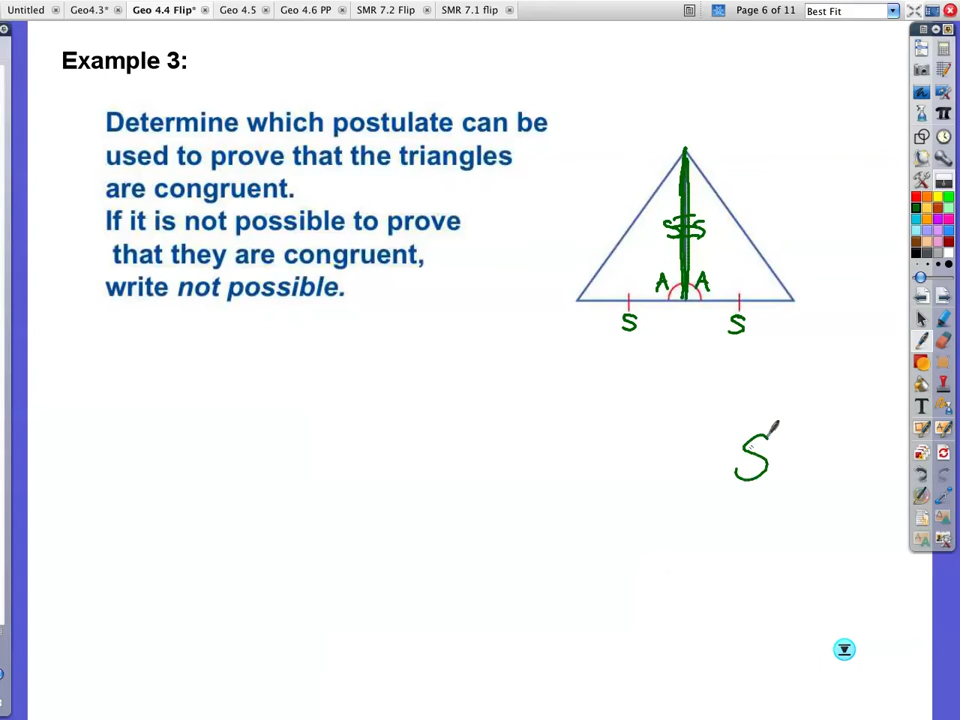 Untitled Geo4.3* Geo 4.4 Flip* Geo 4.5 Geo 4.6 PP SMR 7.2 Flip SMR 7.1 flip Page 6 of 11 Best Fit
Example 3:
Determine which postulate can be
used to prove that the triangles
are congruent.
If it is not possible to prove
that they are congruent,
write not possible.
S S
A A
S S
S